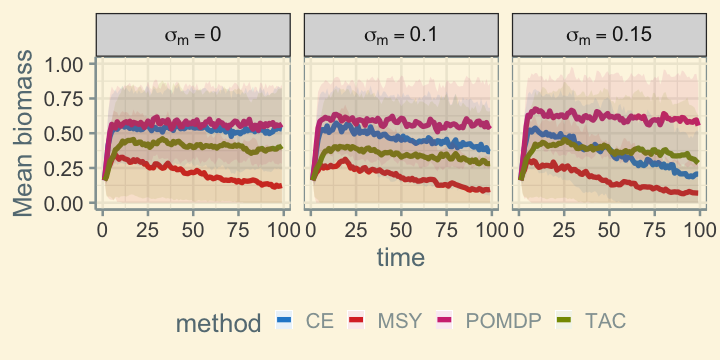 σm = 0 σm = 0.1 σm = 0.15
1.00
0.75
0.50
0.25
0.00
Mean biomass
0 25 50 75 100 0 25 50 75 100 0 25 50 75 100
time
method CE MSY POMDP TAC